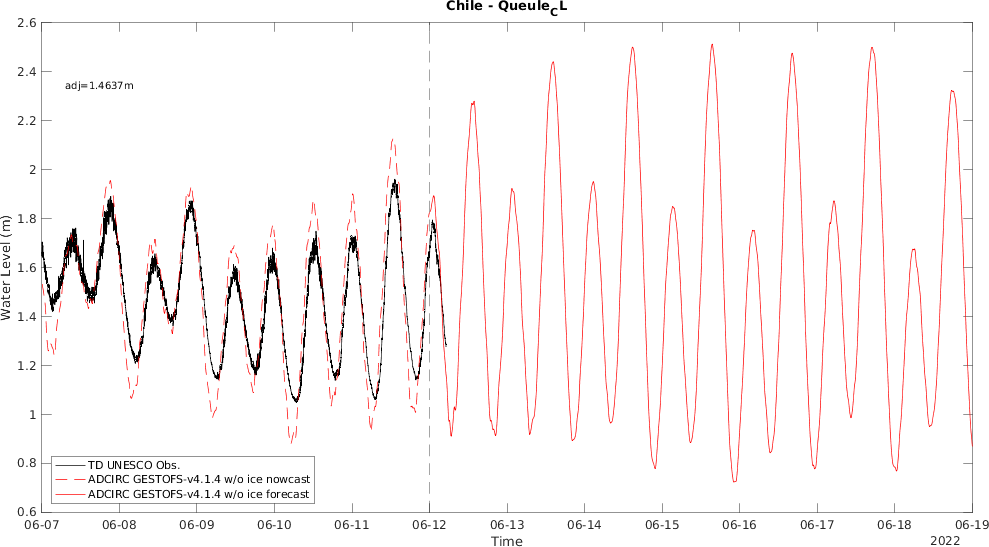 Chile - Queule_CL
adj=1.4637m
Water Level (m)
2.6
2.4
2.2
2
1.8
1.6
1.4
1.2
1
0.8
0.6
TD UNESCO Obs.
ADCIRC GESTOFS-v4.1.4 w/o ice nowcast
ADCIRC GESTOFS-v4.1.4 w/o ice forecast
06-07 06-08 06-09 06-10 06-11 06-12 06-13 06-14 06-15 06-16 06-17 06-18 06-19
Time
2022